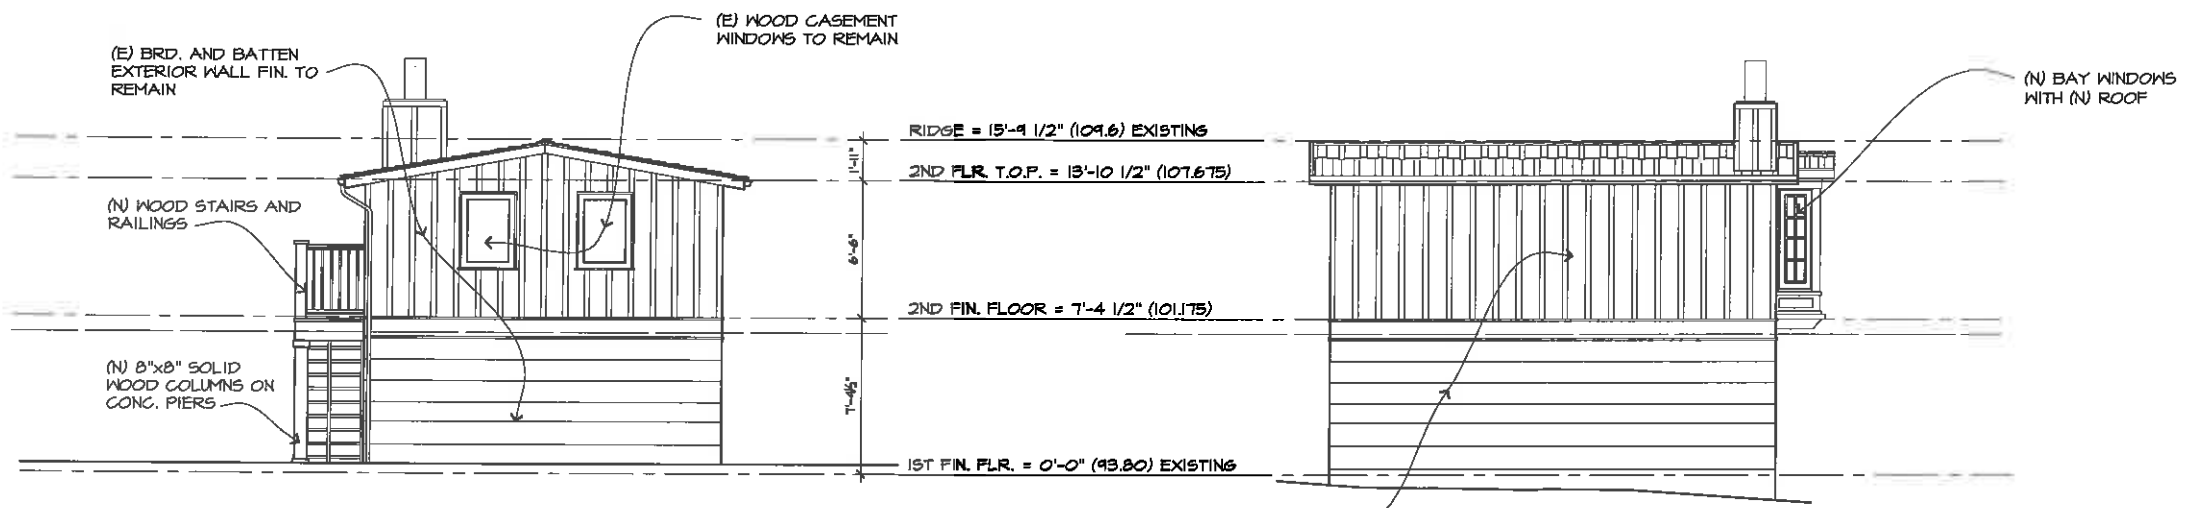 (E) WOOD CASEMENT
WINDOWS TO REMAIN
(E) BRD. AND BATTEN
EXTERIOR WALL FIN. TO
REMAIN
(N) BAY WINDOWS
WITH (N) ROOF
RIDGE = 15'-9 1/2" (109.6) EXISTING
1'-11"
2ND FLR. T.O.P. = 13'-10 1/2" (107.675)
(N) WOOD STAIRS AND
RAILINGS
6'-6"
2ND FIN. FLOOR = 7'-4 1/2" (101.175)
(N) 8"x8" SOLID
WOOD COLUMNS ON
CONC. PIERS
7'-4½"
1ST FIN. FLR. = 0'-0" (93.80) EXISTING